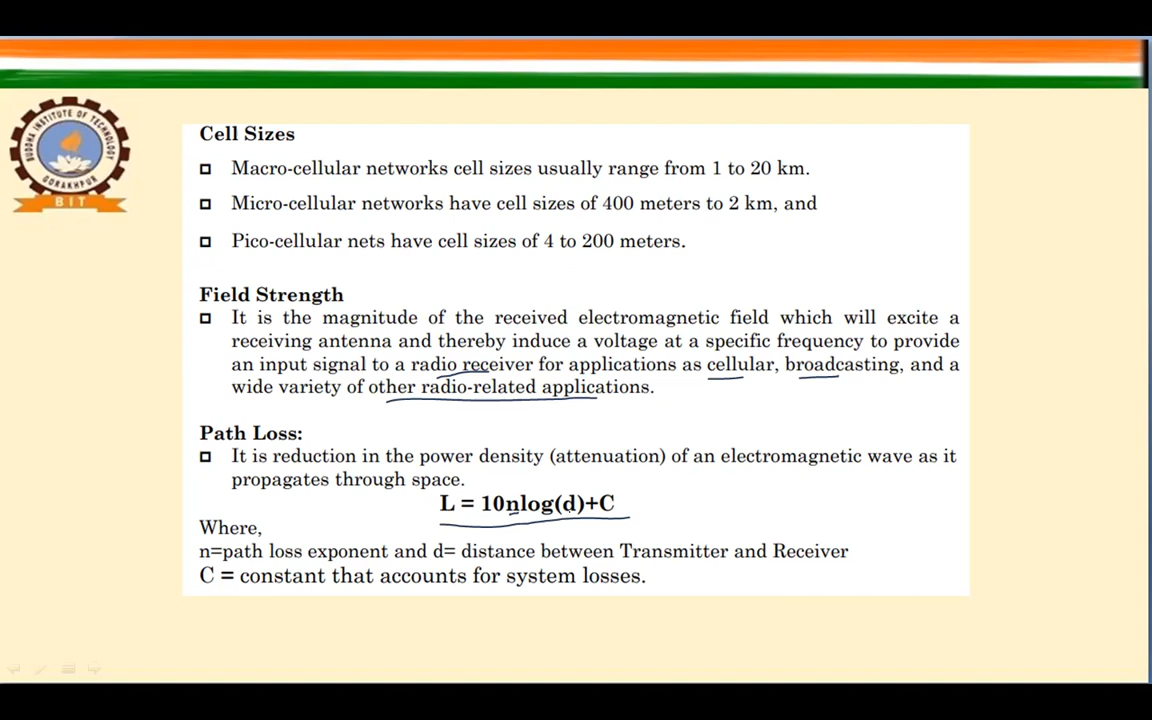 BUDDHA INSTITUTE OF TECHNOLOGY
GORAKHPUR
BIT
Cell Sizes
Macro-cellular networks cell sizes usually range from 1 to 20 km.
Micro-cellular networks have cell sizes of 400 meters to 2 km, and
Pico-cellular nets have cell sizes of 4 to 200 meters.
Field Strength
It is the magnitude of the received electromagnetic field which will excite a
receiving antenna and thereby induce a voltage at a specific frequency to provide
an input signal to a radio receiver for applications as cellular, broadcasting, and a
wide variety of other radio-related applications.
Path Loss:
It is reduction in the power density (attenuation) of an electromagnetic wave as it
propagates through space.
L = 10nlog(d)+C
Where,
n=path loss exponent and d= distance between Transmitter and Receiver
C = constant that accounts for system losses.